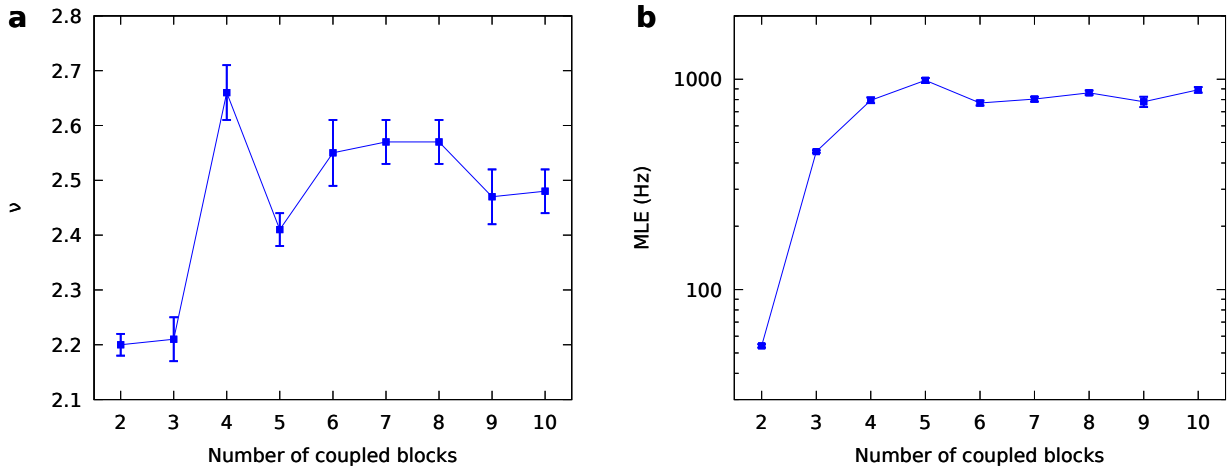 a
2.8
2.7
2.6
2.5
2.4
2.3
2.2
2.1
ν
2 3 4 5 6 7 8 9 10
Number of coupled blocks
b
1000
100
MLE (Hz)
2 3 4 5 6 7 8 9 10
Number of coupled blocks